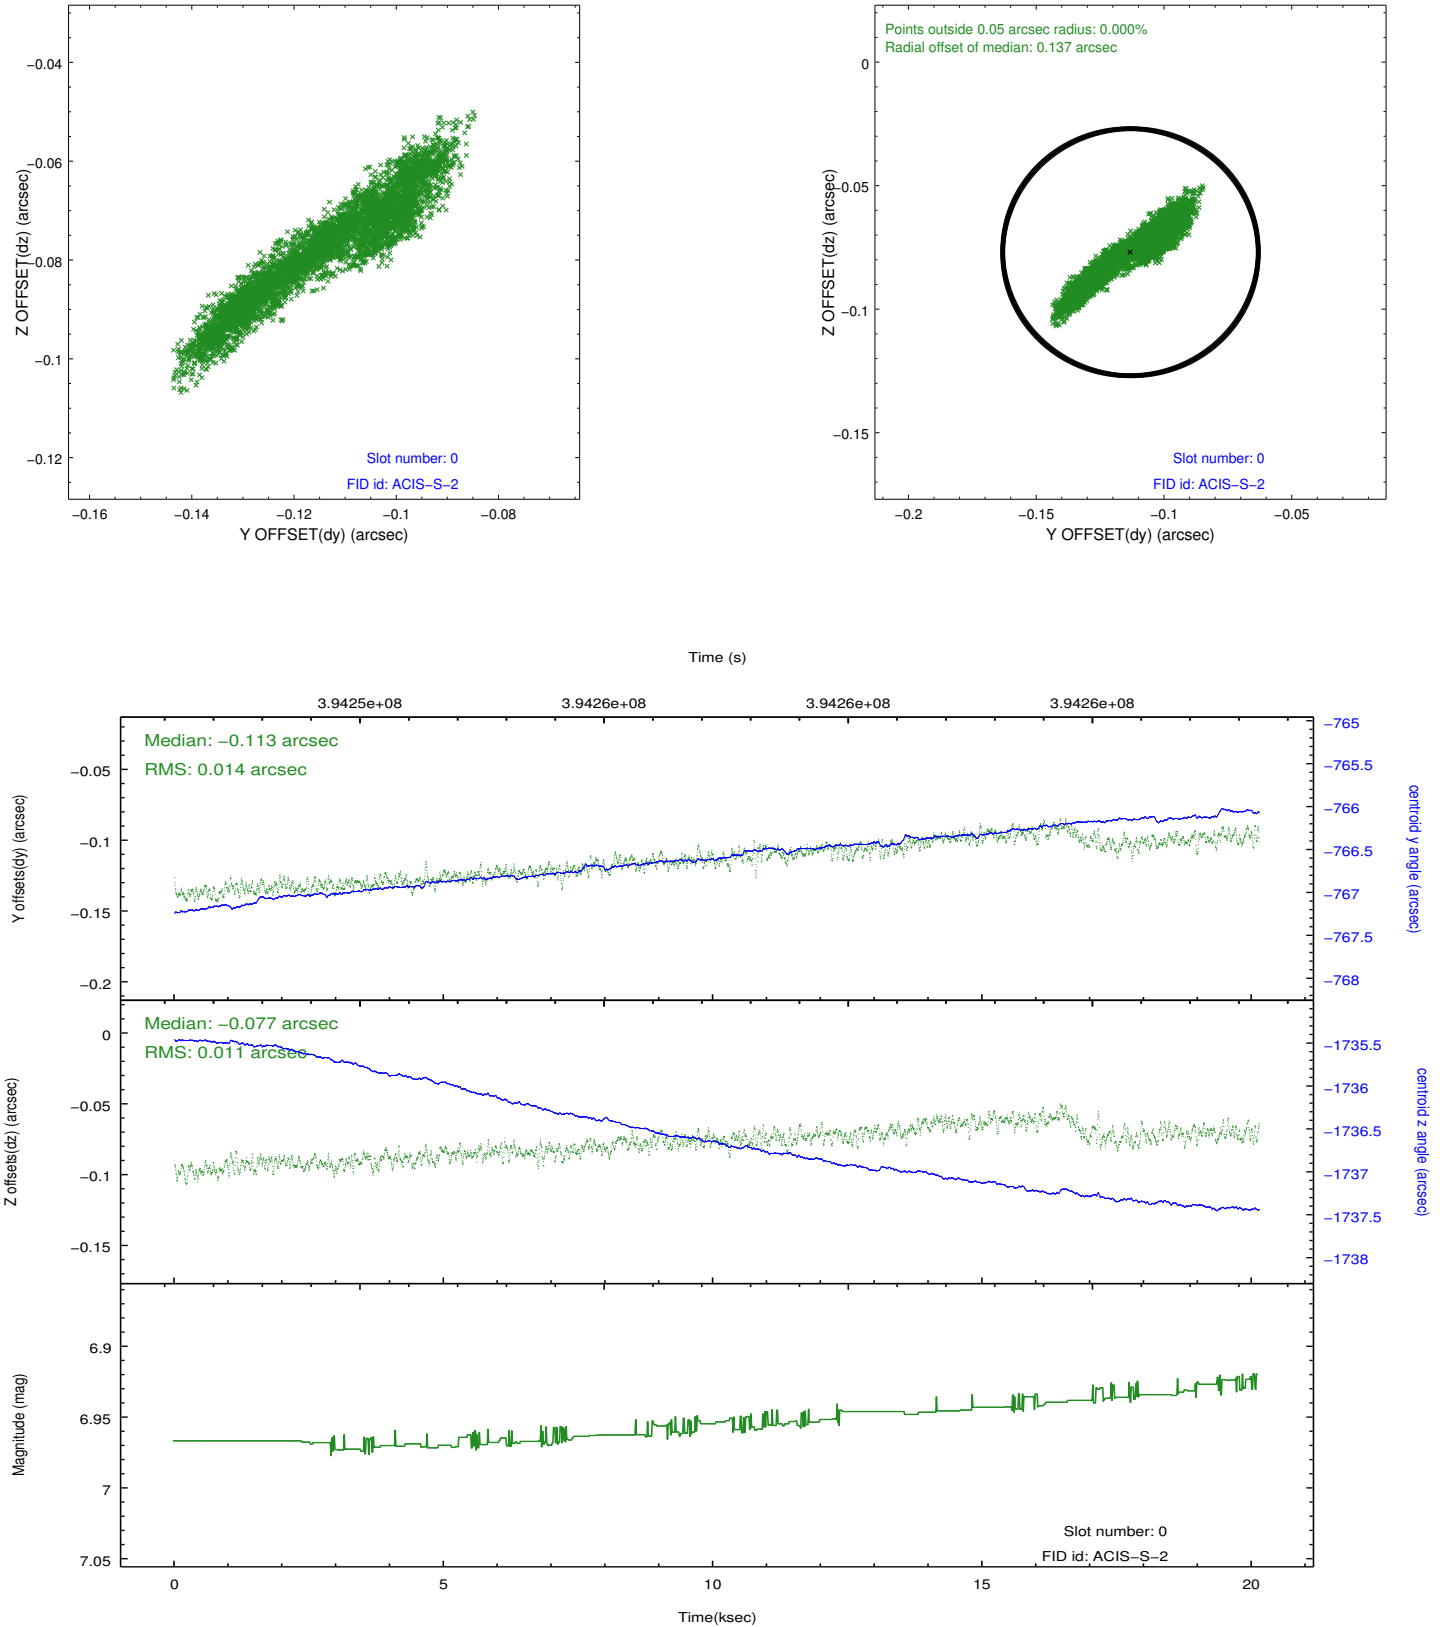 −0.04
−0.06
−0.08
−0.1
−0.12
Z OFFSET(dz) (arcsec)
Slot number: 0
FID id: ACIS−S−2
−0.16 −0.14 −0.12 −0.1 −0.08
Y OFFSET(dy) (arcsec)
Points outside 0.05 arcsec radius: 0.000%
Radial offset of median: 0.137 arcsec
0
−0.05
−0.1
−0.15
Z OFFSET(dz) (arcsec)
Slot number: 0
FID id: ACIS−S−2
−0.2 −0.15 −0.1 −0.05
Y OFFSET(dy) (arcsec)
Time (s)
3.9425e+08 3.9426e+08 3.9426e+08 3.9426e+08
Median: −0.113 arcsec
RMS: 0.014 arcsec
−0.05
−0.1
−0.15
−0.2
Y offsets(dy) (arcsec)
−765
−765.5
−766
−766.5
−767
−767.5
−768
centroid y angle (arcsec)
Median: −0.077 arcsec
RMS: 0.011 arcsec
0
−0.05
−0.1
−0.15
Z offsets(dz) (arcsec)
−1735.5
−1736
−1736.5
−1737
−1737.5
−1738
centroid z angle (arcsec)
6.9
6.95
7
7.05
Magnitude (mag)
Slot number: 0
FID id: ACIS−S−2
0 5 10 15 20
Time(ksec)